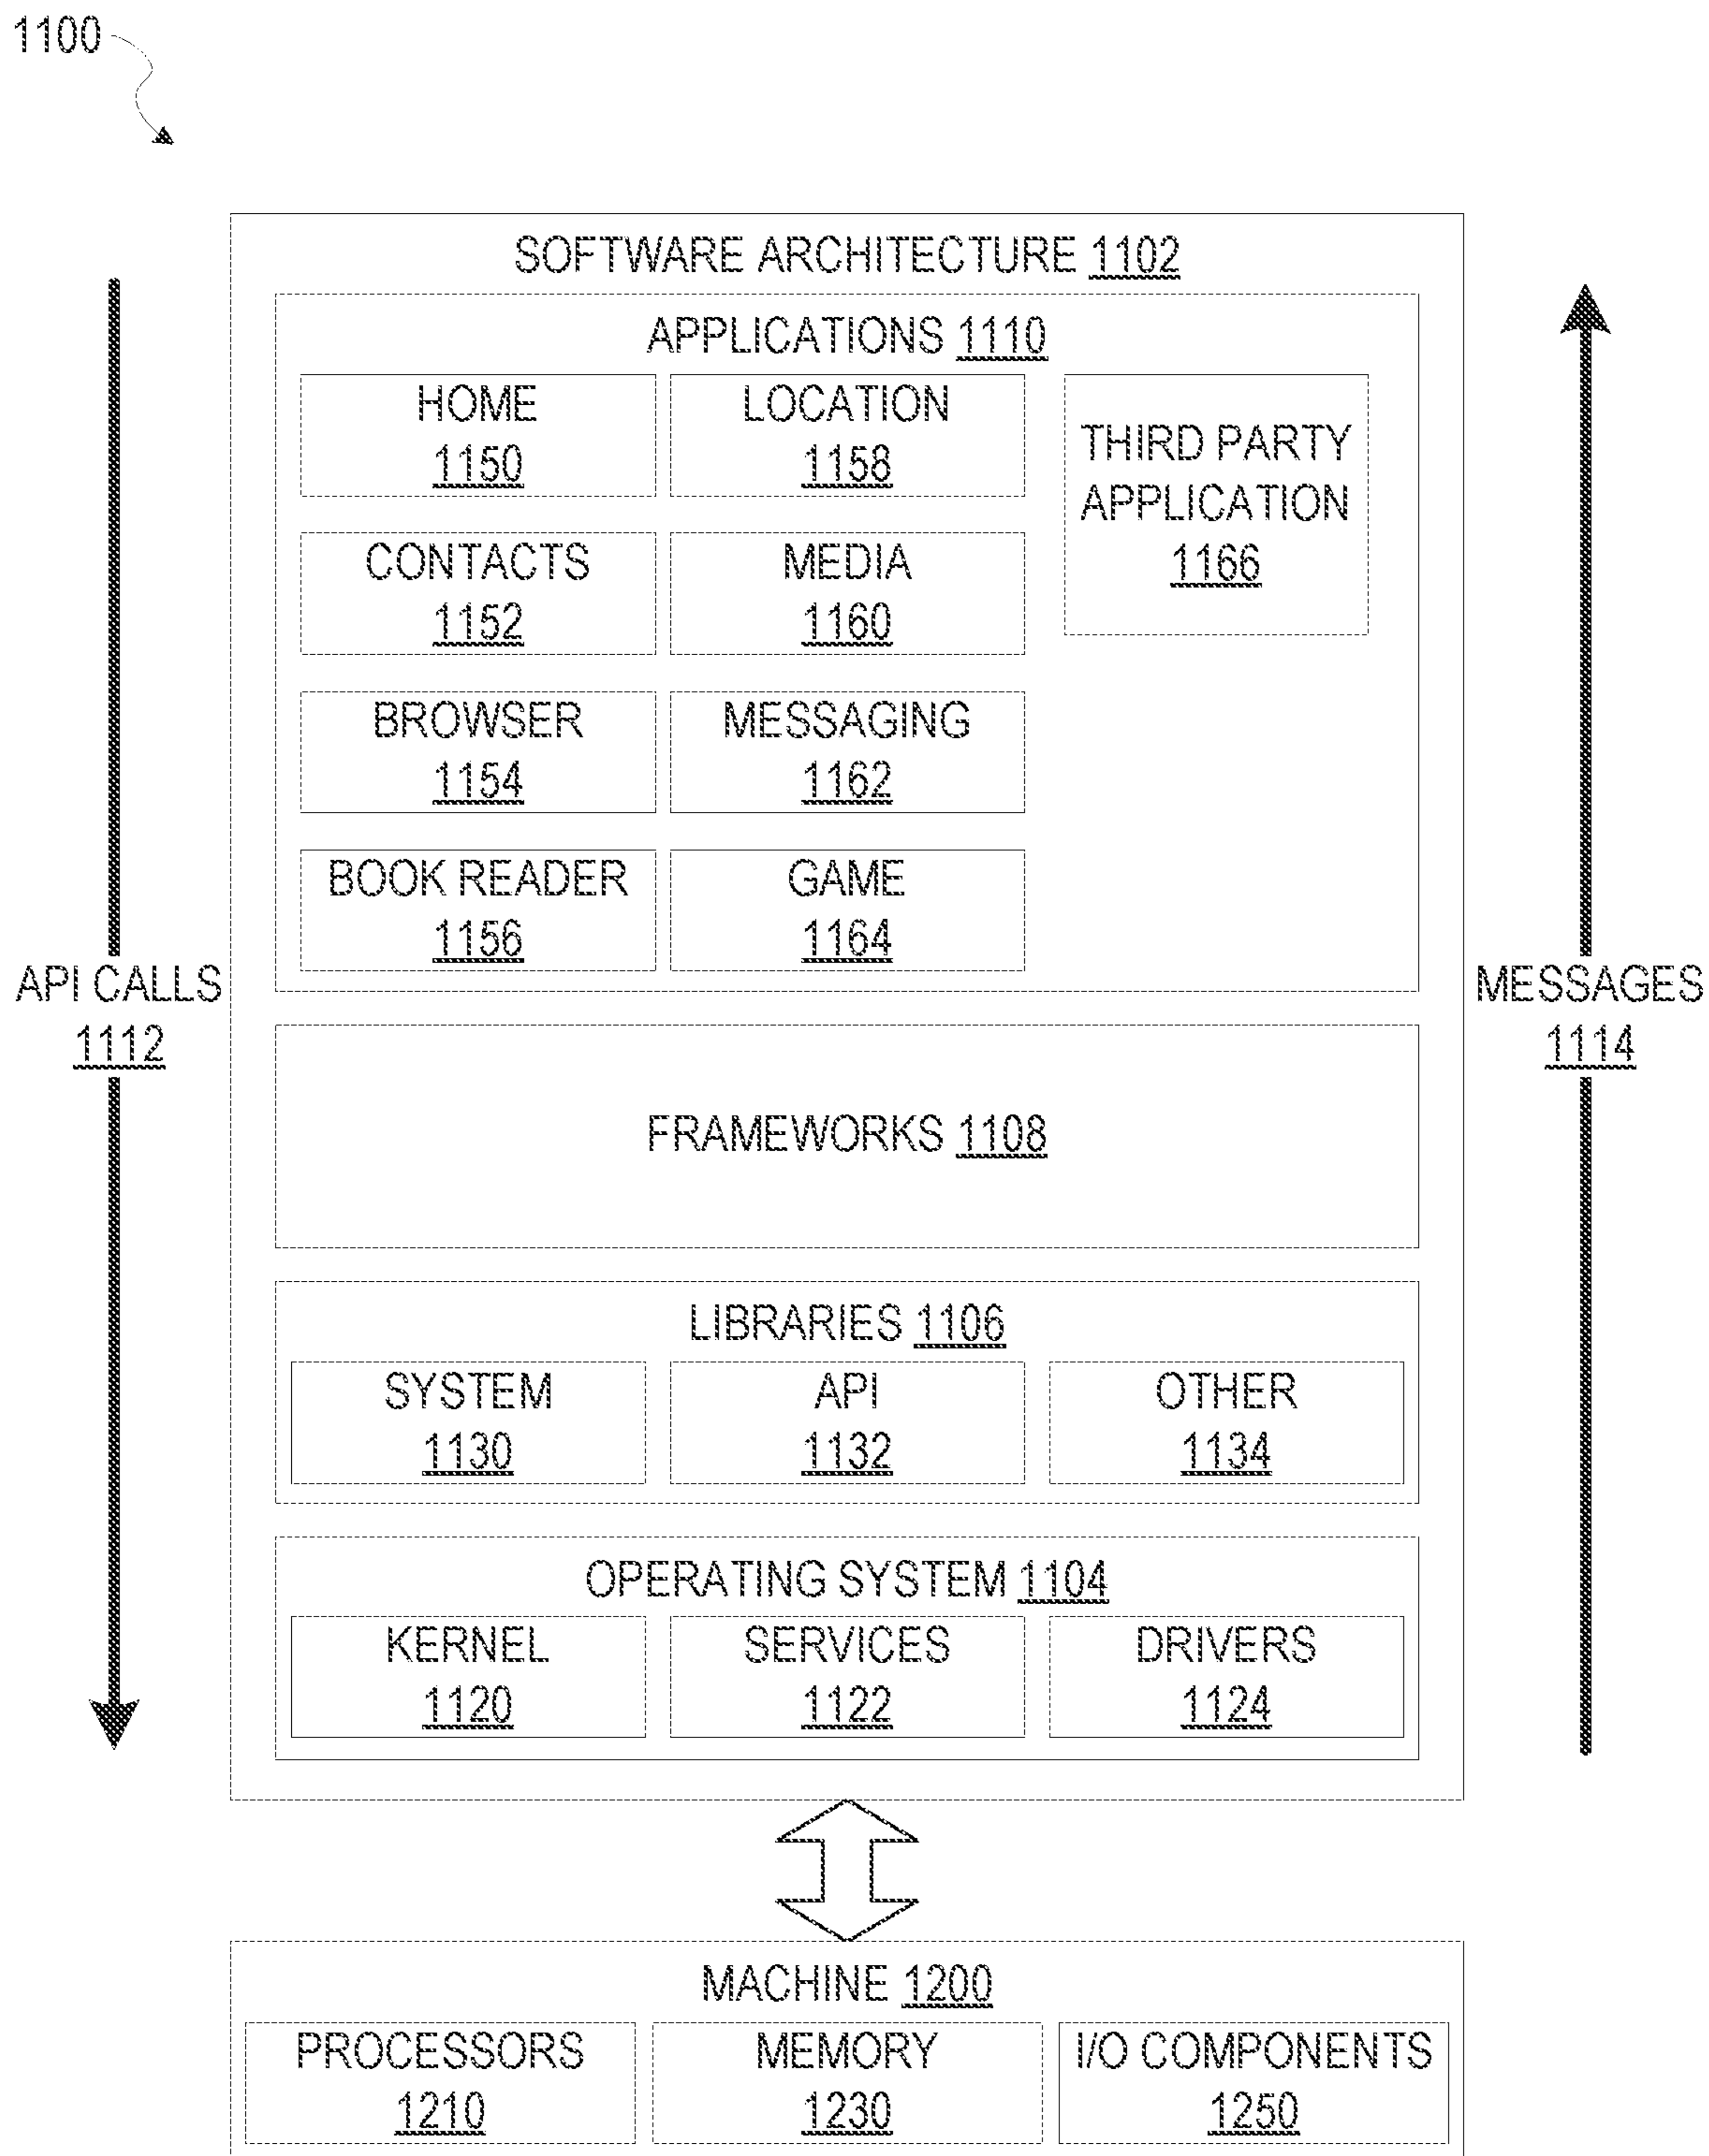 1100
SOFTWARE ARCHITECTURE 1102
APPLICATIONS 1110
HOME
1150
LOCATION
1158
THIRD PARTY
APPLICATION
1166
CONTACTS
1152
MEDIA
1160
BROWSER
1154
MESSAGING
1162
BOOK READER
1156
GAME
1164
API CALLS
1112
MESSAGES
1114
FRAMEWORKS 1108
LIBRARIES 1106
SYSTEM
1130
API
1132
OTHER
1134
OPERATING SYSTEM 1104
KERNEL
1120
SERVICES
1122
DRIVERS
1124
MACHINE 1200
PROCESSORS
1210
MEMORY
1230
I/O COMPONENTS
1250